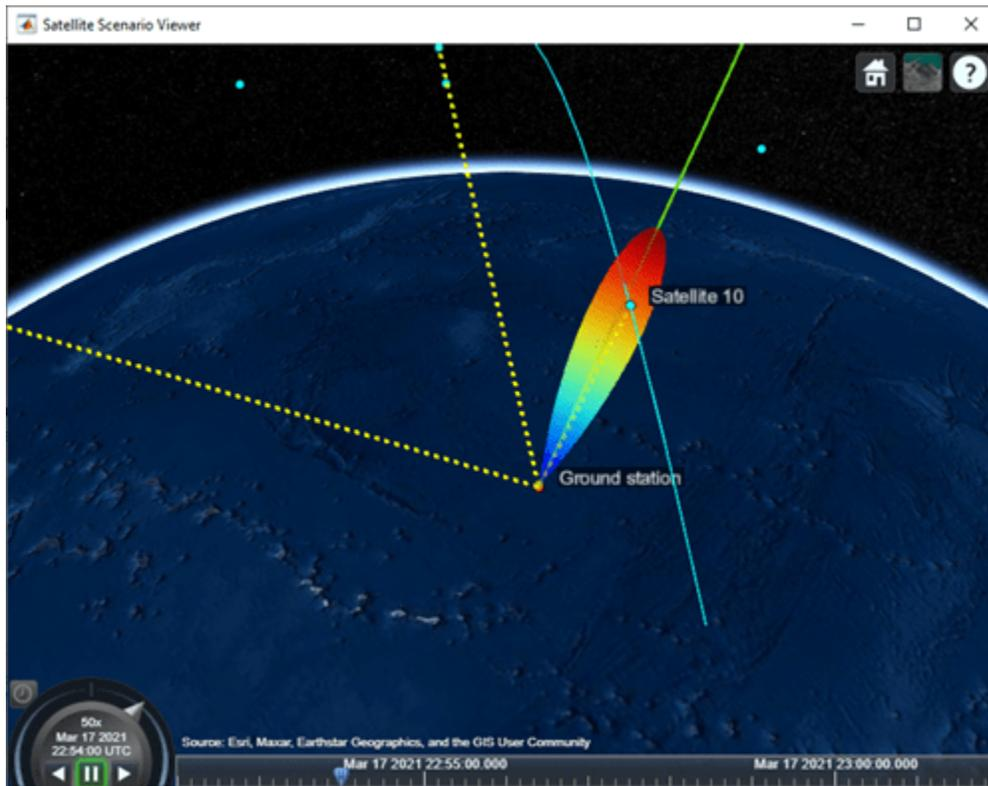 Satellite Scenario Viewer
?
Satellite 10
Ground station
50x
Mar 17 2021
22:54:00 UTC
Source: Esri, Maxar, Earthstar Geographics, and the GIS User Community
Mar 17 2021 22:55:00.000
Mar 17 2021 23:00:00.000